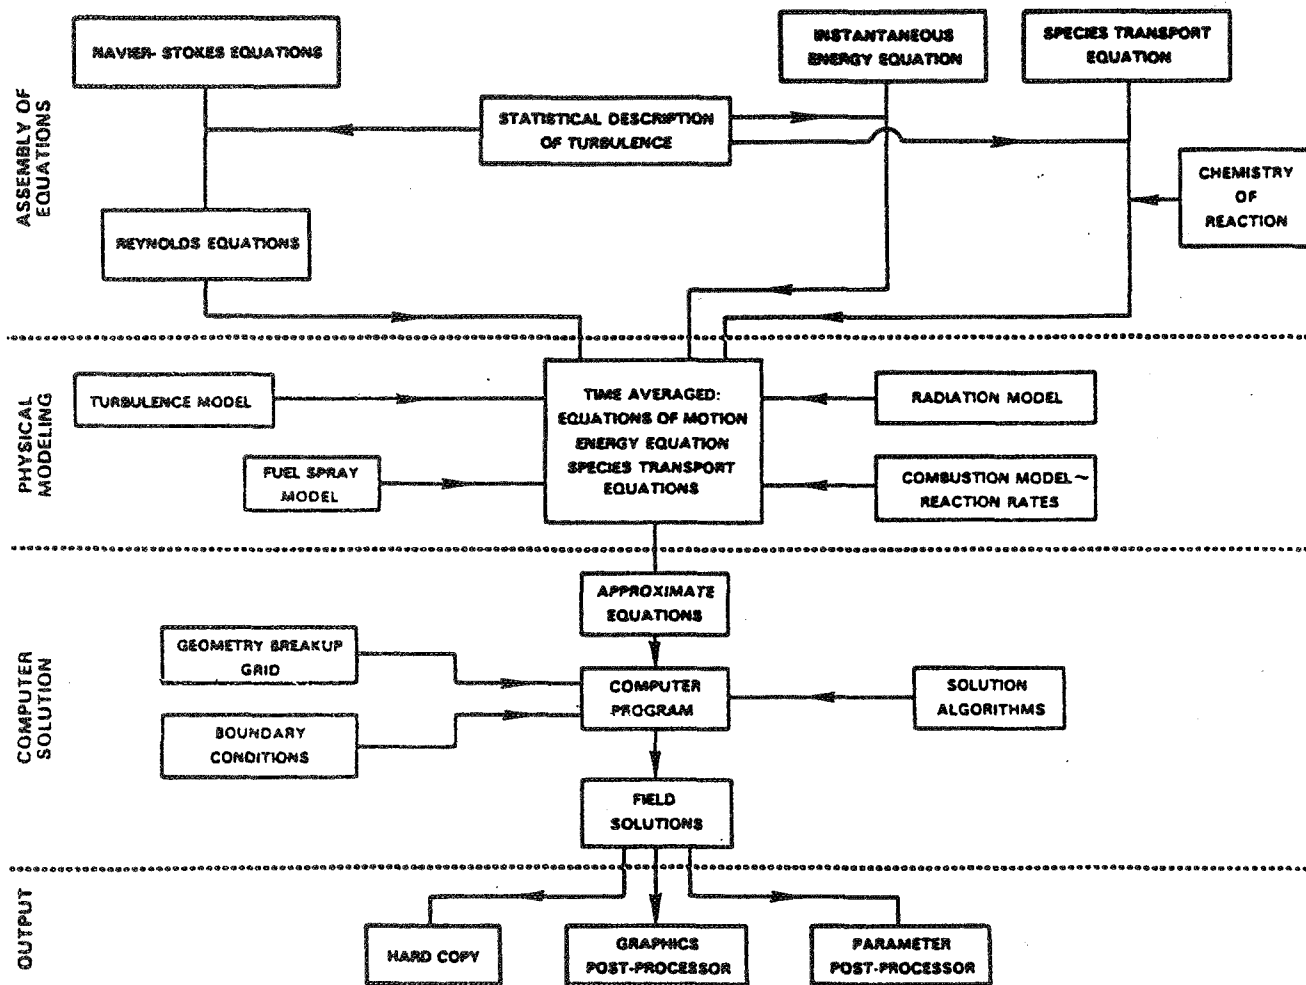 ASSEMBLY OF
EQUATIONS
NAVIER-STOKES EQUATIONS
INSTANTANEOUS
ENERGY EQUATION
SPECIES TRANSPORT
EQUATION
STATISTICAL DESCRIPTION
OF TURBULENCE
CHEMISTRY
OF
REACTION
REYNOLDS EQUATIONS
PHYSICAL
MODELING
TURBULENCE MODEL
FUEL SPRAY
MODEL
TIME AVERAGED:
EQUATIONS OF MOTION
ENERGY EQUATION
SPECIES TRANSPORT
EQUATIONS
RADIATION MODEL
COMBUSTION MODEL~
REACTION RATES
COMPUTER
SOLUTION
APPROXIMATE
EQUATIONS
GEOMETRY BREAKUP
GRID
COMPUTER
PROGRAM
SOLUTION
ALGORITHMS
BOUNDARY
CONDITIONS
FIELD
SOLUTIONS
OUTPUT
HARD COPY
GRAPHICS
POST-PROCESSOR
PARAMETER
POST-PROCESSOR